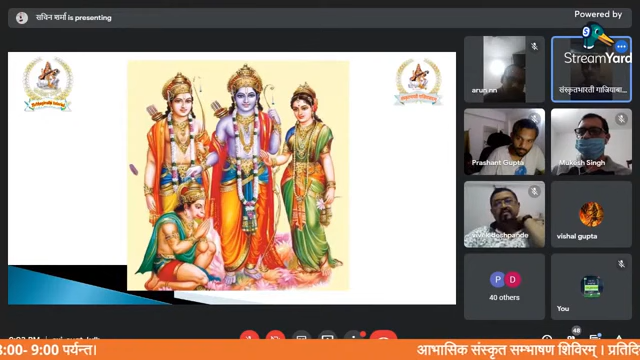 सचिन शर्मा is presenting
Powered by
StreamYard
arun nn
संस्कृतभारती गाजियाबा...
Prashant Gupta
Mukesh Singh
vishal gupta
P D
40 others
You
48
8:00- 9:00 पर्यन्त।
आभासिक संस्कृत सम्भाषण शिविरम् । प्रतिदि